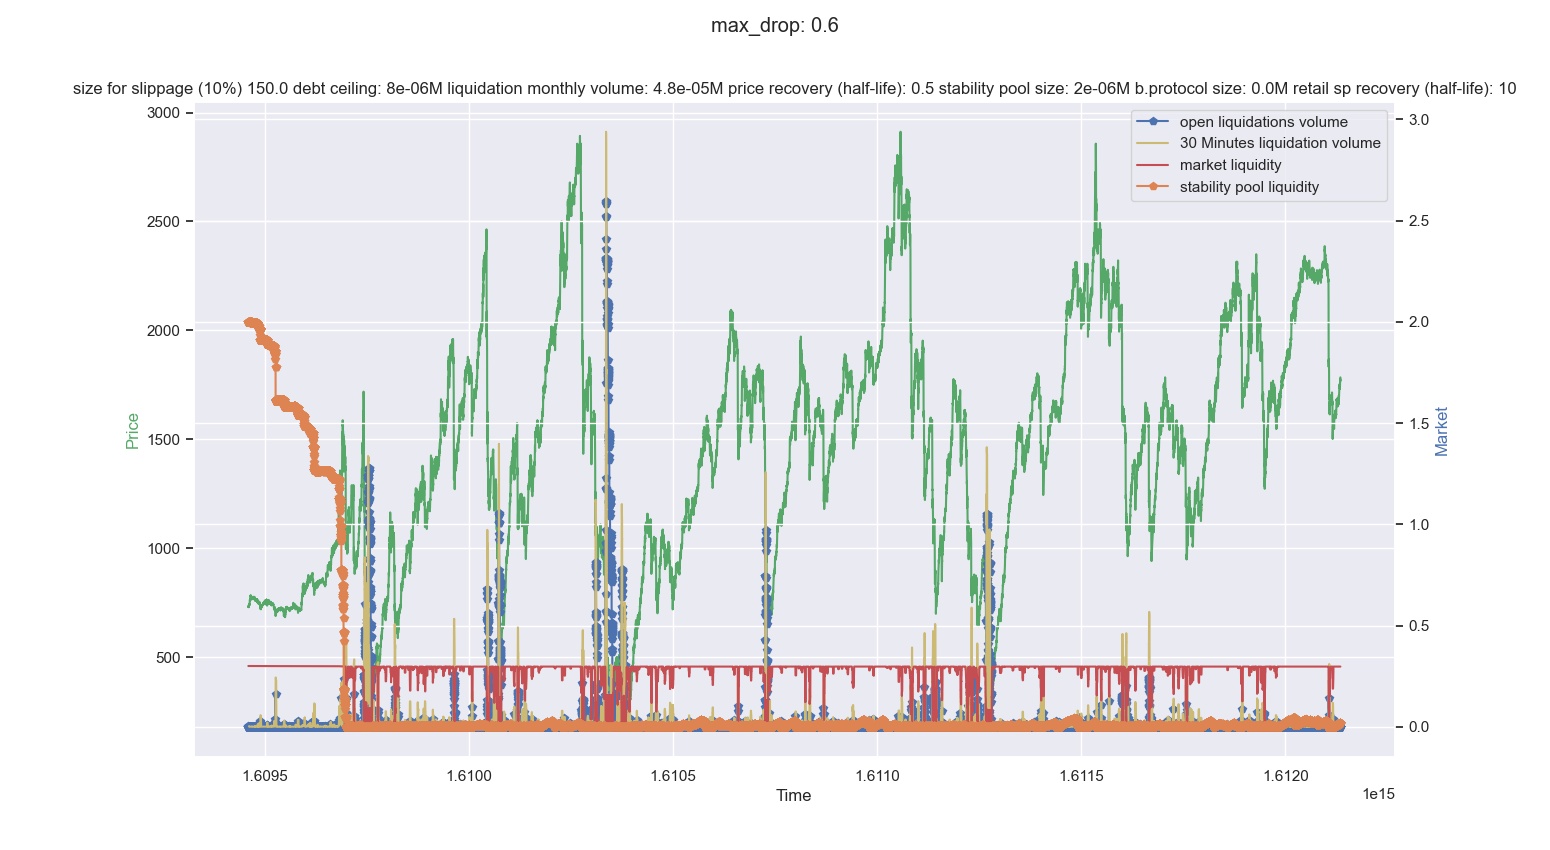 max_drop: 0.6
size for slippage (10%) 150.0 debt ceiling: 8e-06M liquidation monthly volume: 4.8e-05M price recovery (half-life): 0.5 stability pool size: 2e-06M b.protocol size: 0.0M retail sp recovery (half-life): 10
open liquidations volume
30 Minutes liquidation volume
market liquidity
stability pool liquidity
3000
2500
2000
1500
1000
500
Price
3.0
2.5
2.0
1.5
1.0
0.5
0.0
Market
1.6095 1.6100 1.6105 1.6110 1.6115 1.6120
1e15
Time